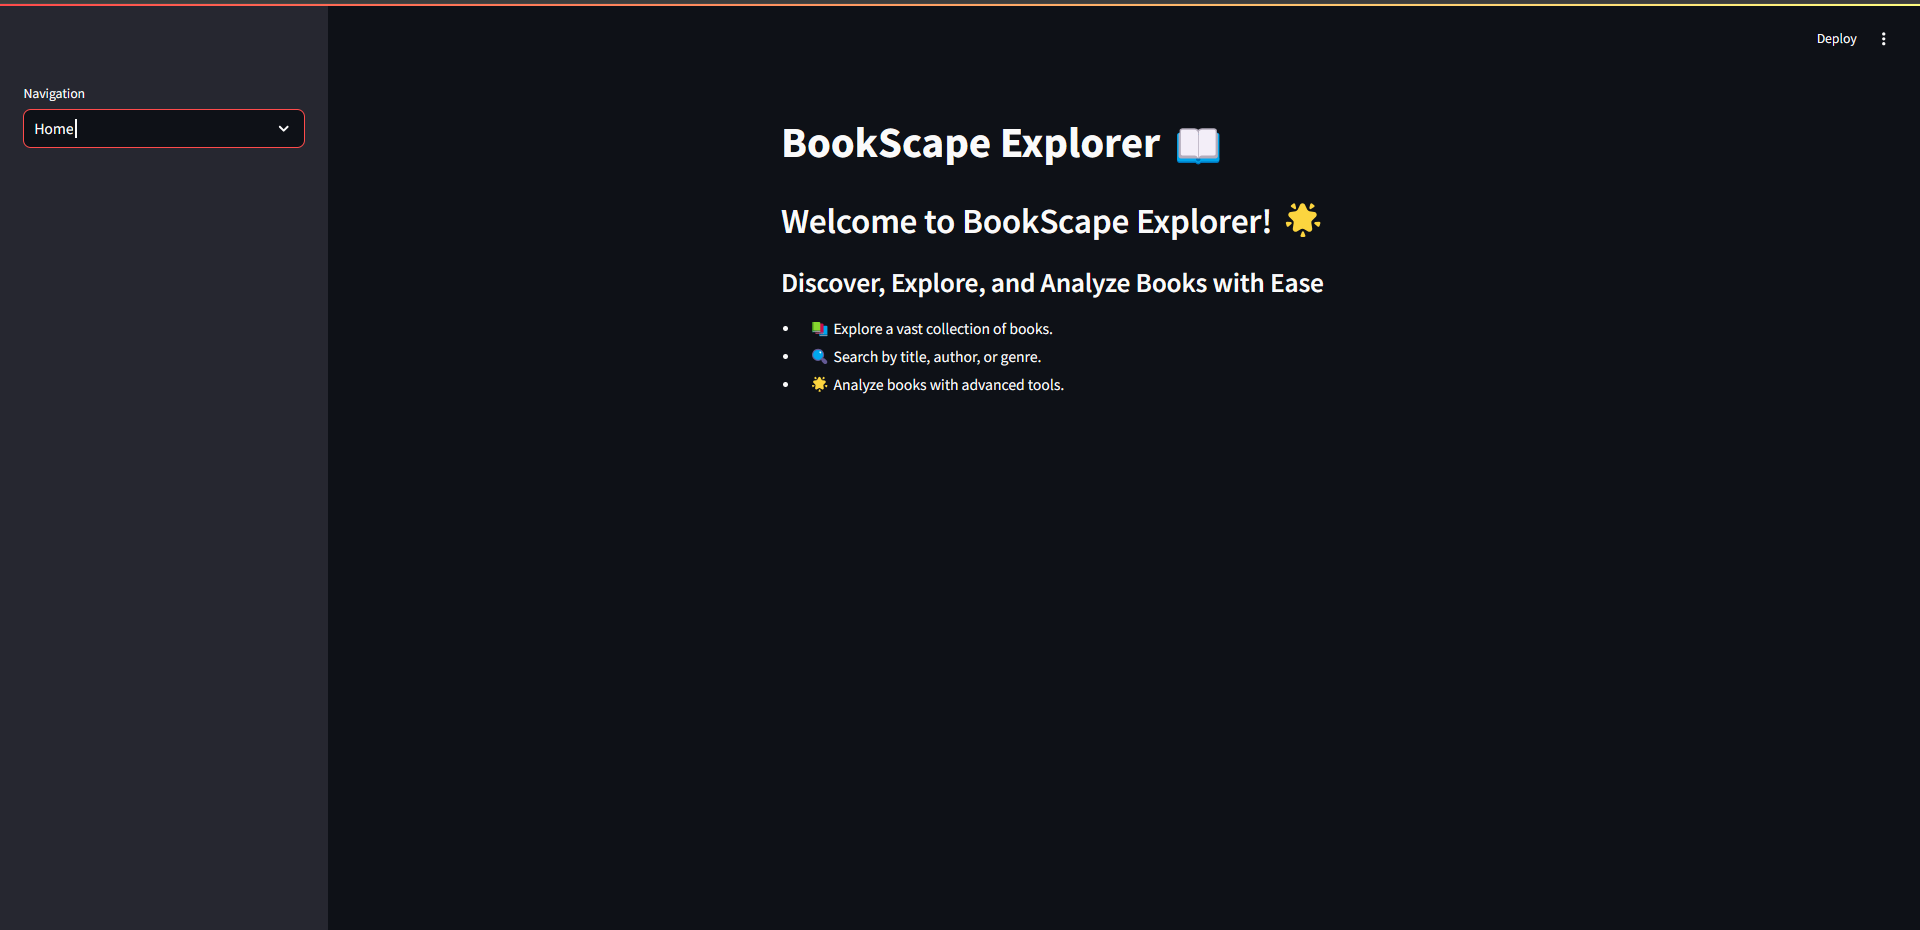 Deploy
Navigation
Home
BookScape Explorer 📖
Welcome to BookScape Explorer! 🌟
Discover, Explore, and Analyze Books with Ease
• 📚 Explore a vast collection of books.
• 🔍 Search by title, author, or genre.
• 🌟 Analyze books with advanced tools.